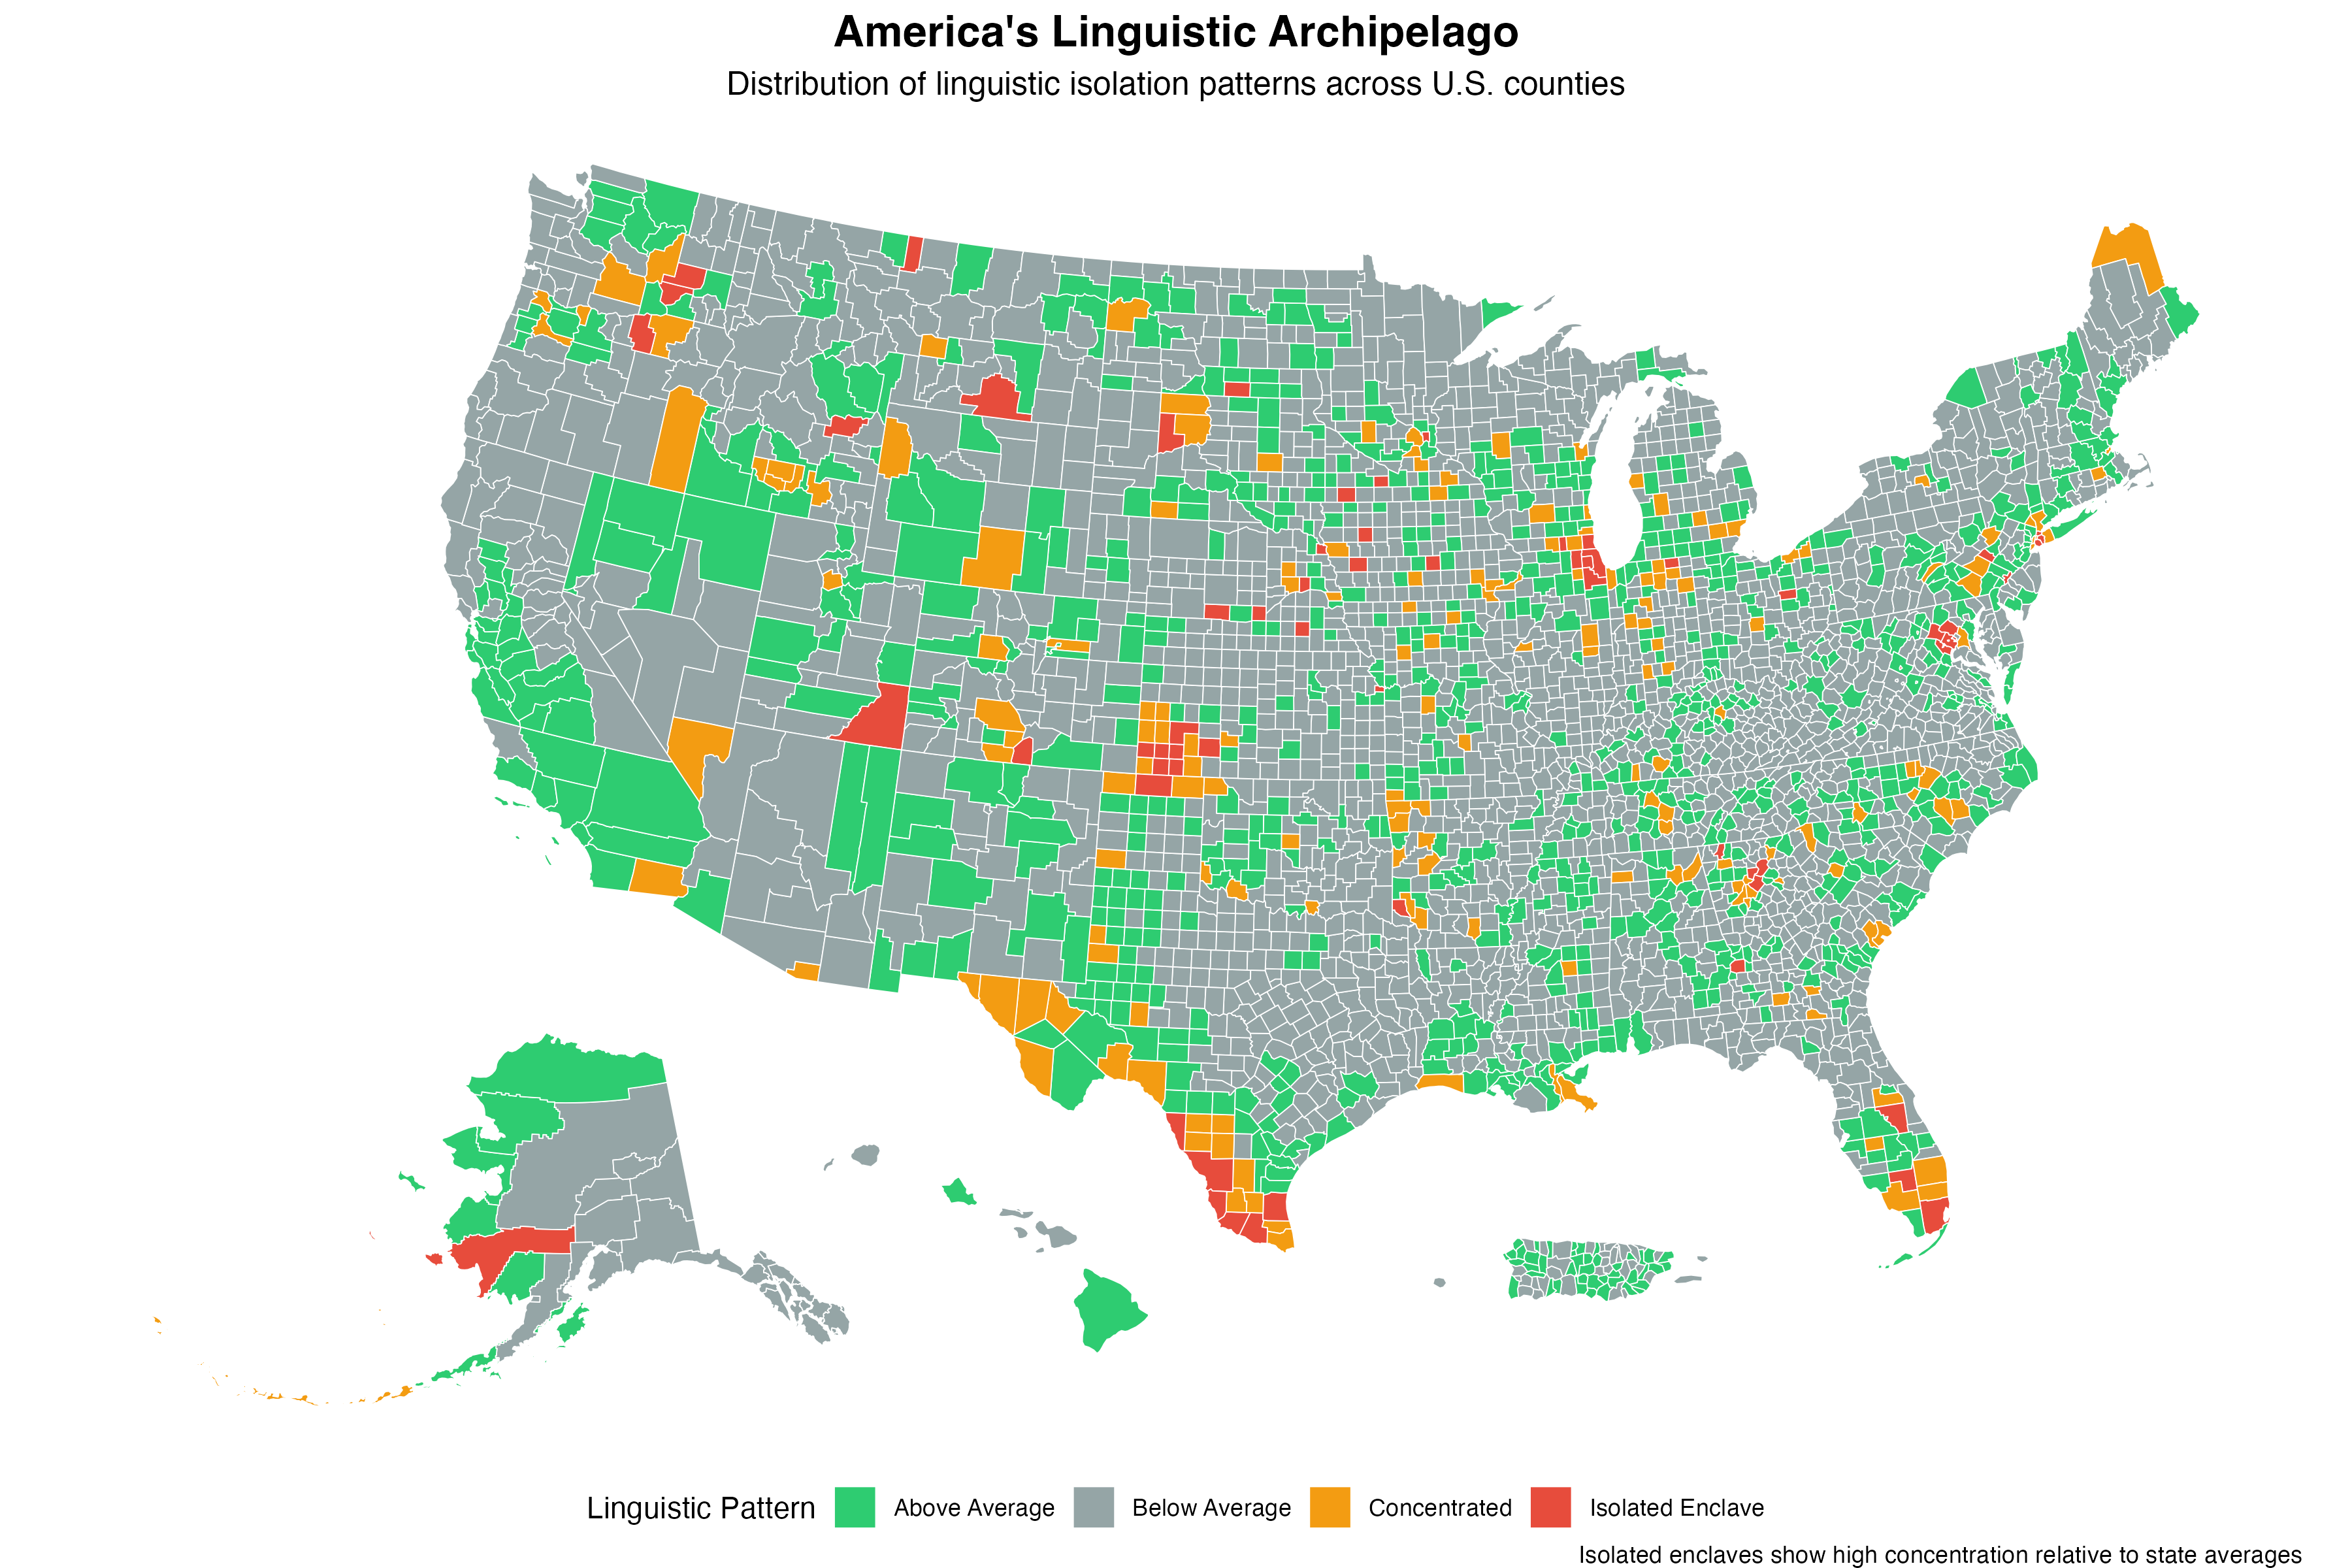 America's Linguistic Archipelago
Distribution of linguistic isolation patterns across U.S. counties
Linguistic Pattern Above Average Below Average Concentrated Isolated Enclave
Isolated enclaves show high concentration relative to state averages